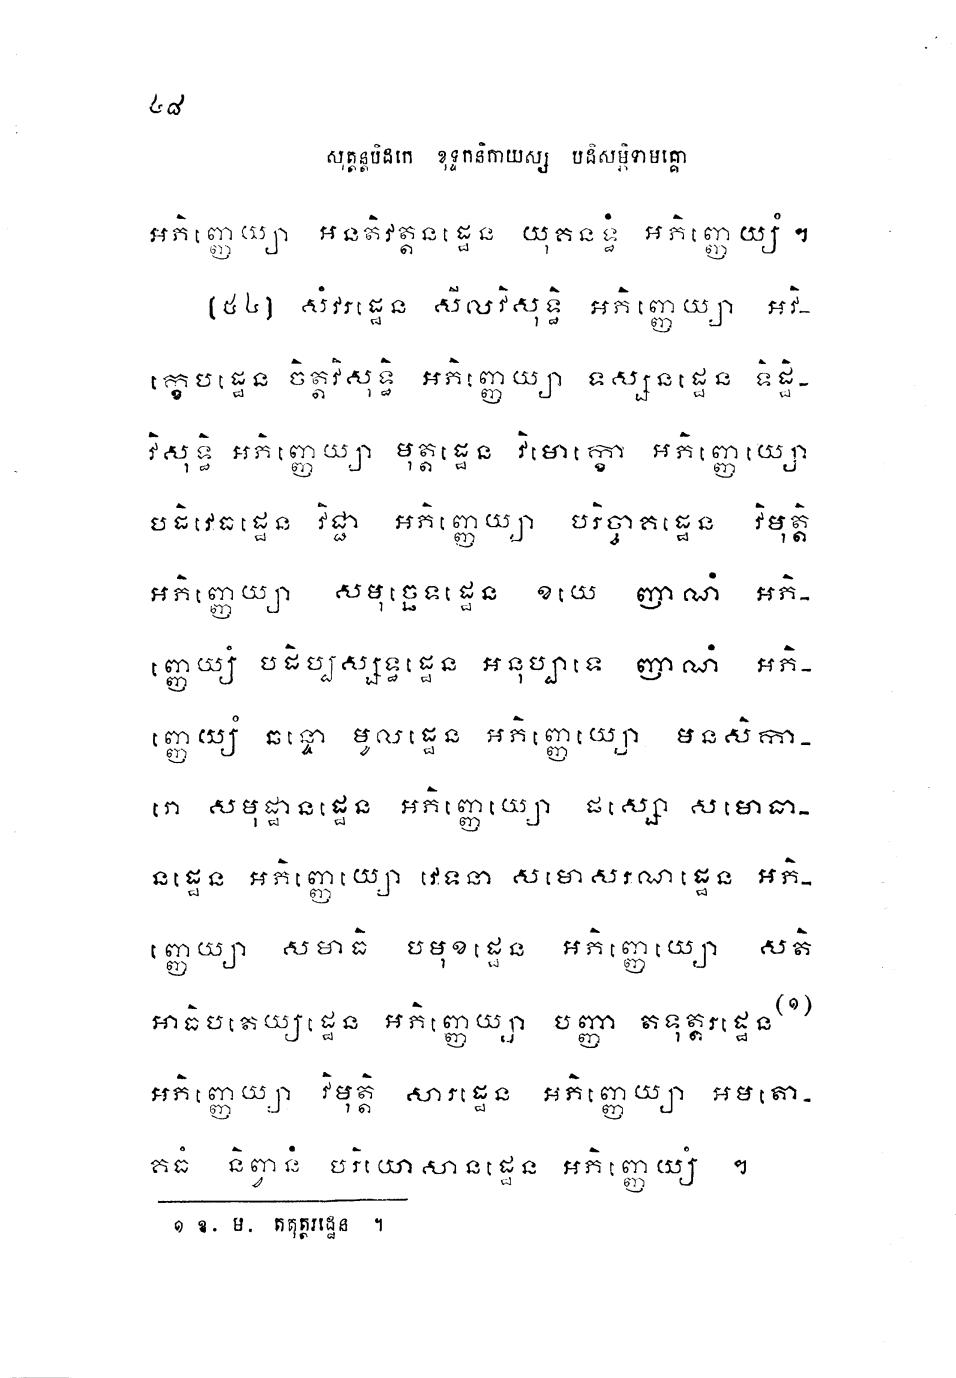 ៤៨
សុត្តន្តបិដកេ ខុទ្ទកនិកាយស្ស បដិសម្ភិទាមគ្គោ
អភិញ្ញេយ្យា អនតិវត្តនដ្ឋេន យុគនទ្ធំ អភិញ្ញេយ្យំ ។
(៥៤) សំវរដ្ឋេន សីលវិសុទ្ធិ អភិញ្ញេយ្យា អវិ-
ក្ខេបដ្ឋេន ចិត្តវិសុទ្ធិ អភិញ្ញេយ្យា ទស្សនដ្ឋេន ទិដ្ឋិ-
វិសុទ្ធិ អភិញ្ញេយ្យា មុត្តដ្ឋេន វិមោក្ខោ អភិញ្ញេយ្យោ
បដិវេធដ្ឋេន វិជ្ជា អភិញ្ញេយ្យា បរិច្ចាគដ្ឋេន វិមុត្តិ
អភិញ្ញេយ្យា សមុច្ឆេទដ្ឋេន ខយេ ញាណំ អភិ-
ញ្ញេយ្យំ បដិប្បស្សទ្ធដ្ឋេន អនុប្បាទេ ញាណំ អភិ-
ញ្ញេយ្យំ ឆន្ទោ មូលដ្ឋេន អភិញ្ញេយ្យោ មនសិកា-
រោ សមុដ្ឋានដ្ឋេន អភិញ្ញេយ្យោ ផស្សោ សមោធា-
នដ្ឋេន អភិញ្ញេយ្យោ វេទនា សមោសរណដ្ឋេន អភិ-
ញ្ញេយ្យា សមាធិ បមុខដ្ឋេន អភិញ្ញេយ្យោ សតិ
អាធិបតេយ្យដ្ឋេន អភិញ្ញេយ្យា បញ្ញា តទុត្តរដ្ឋេន(១)
អភិញ្ញេយ្យា វិមុត្តិ សារដ្ឋេន អភិញ្ញេយ្យា អមតោ-
គធំ និព្វានំ បរិយោសានដ្ឋេន អភិញ្ញេយ្យំ ។
១ ឱ. ម. តតុត្តរដ្ឋេន ។